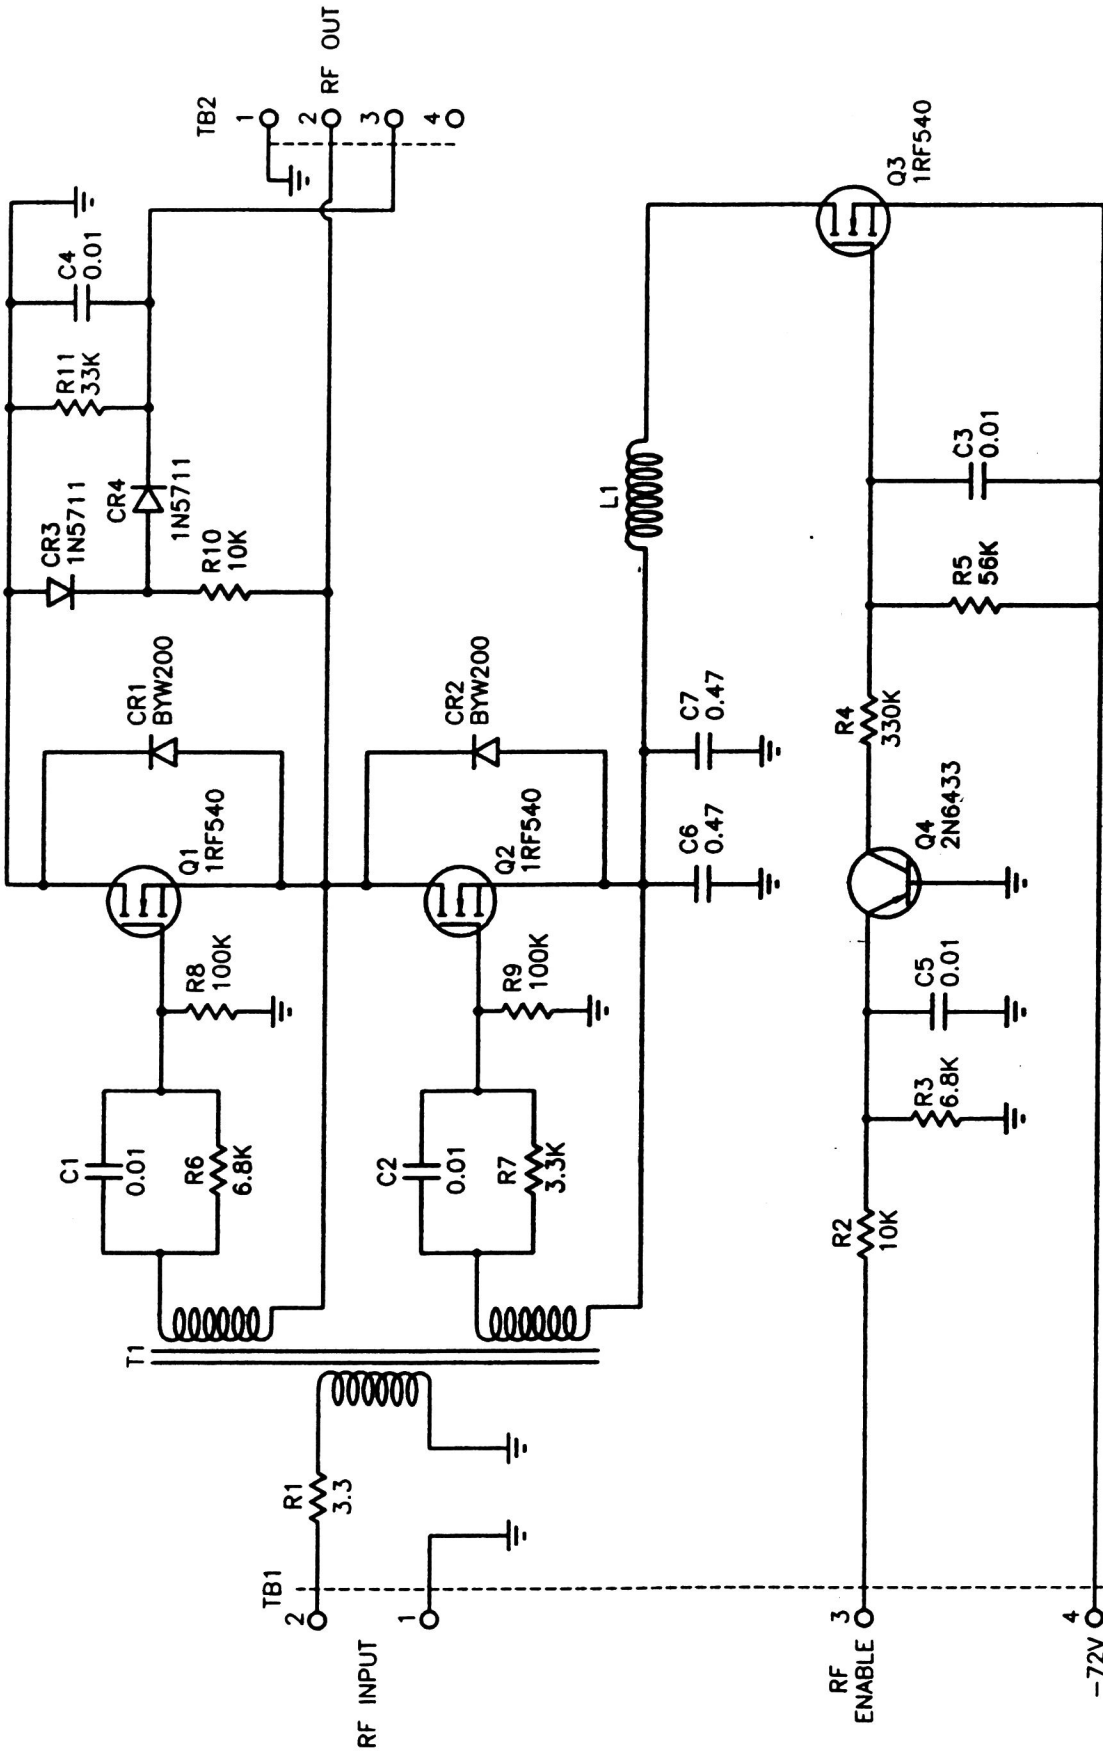 TB1
2
R1
3.3
RF INPUT
1
T1
C1
0.01
R6
6.8K
R8
100K
Q1
1RF540
CR1
BYW200
CR3
1N5711
CR4
1N5711
R10
10K
R11
33K
C4
0.01
TB2
1
2
RF OUT
3
4
C2
0.01
R7
3.3K
R9
100K
Q2
1RF540
CR2
BYW200
C6
0.47
C7
0.47
L1
Q3
1RF540
RF
ENABLE
3
R2
10K
R3
6.8K
C5
0.01
Q4
2N6433
R4
330K
R5
56K
C3
0.01
4
-72V